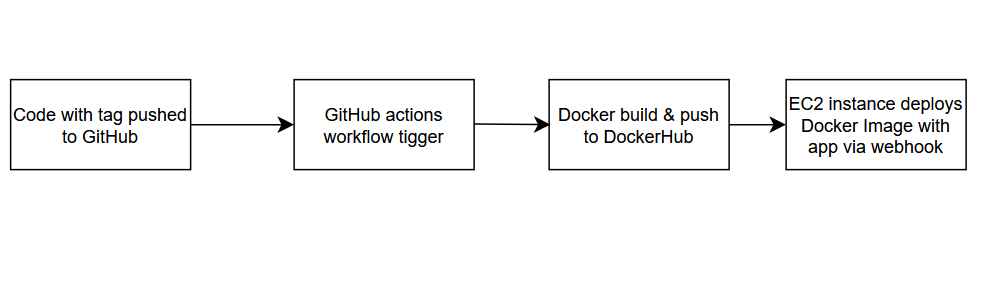 Code with tag pushed
to GitHub
GitHub actions
workflow tigger
Docker build & push
to DockerHub
EC2 instance deploys
Docker Image with
app via webhook